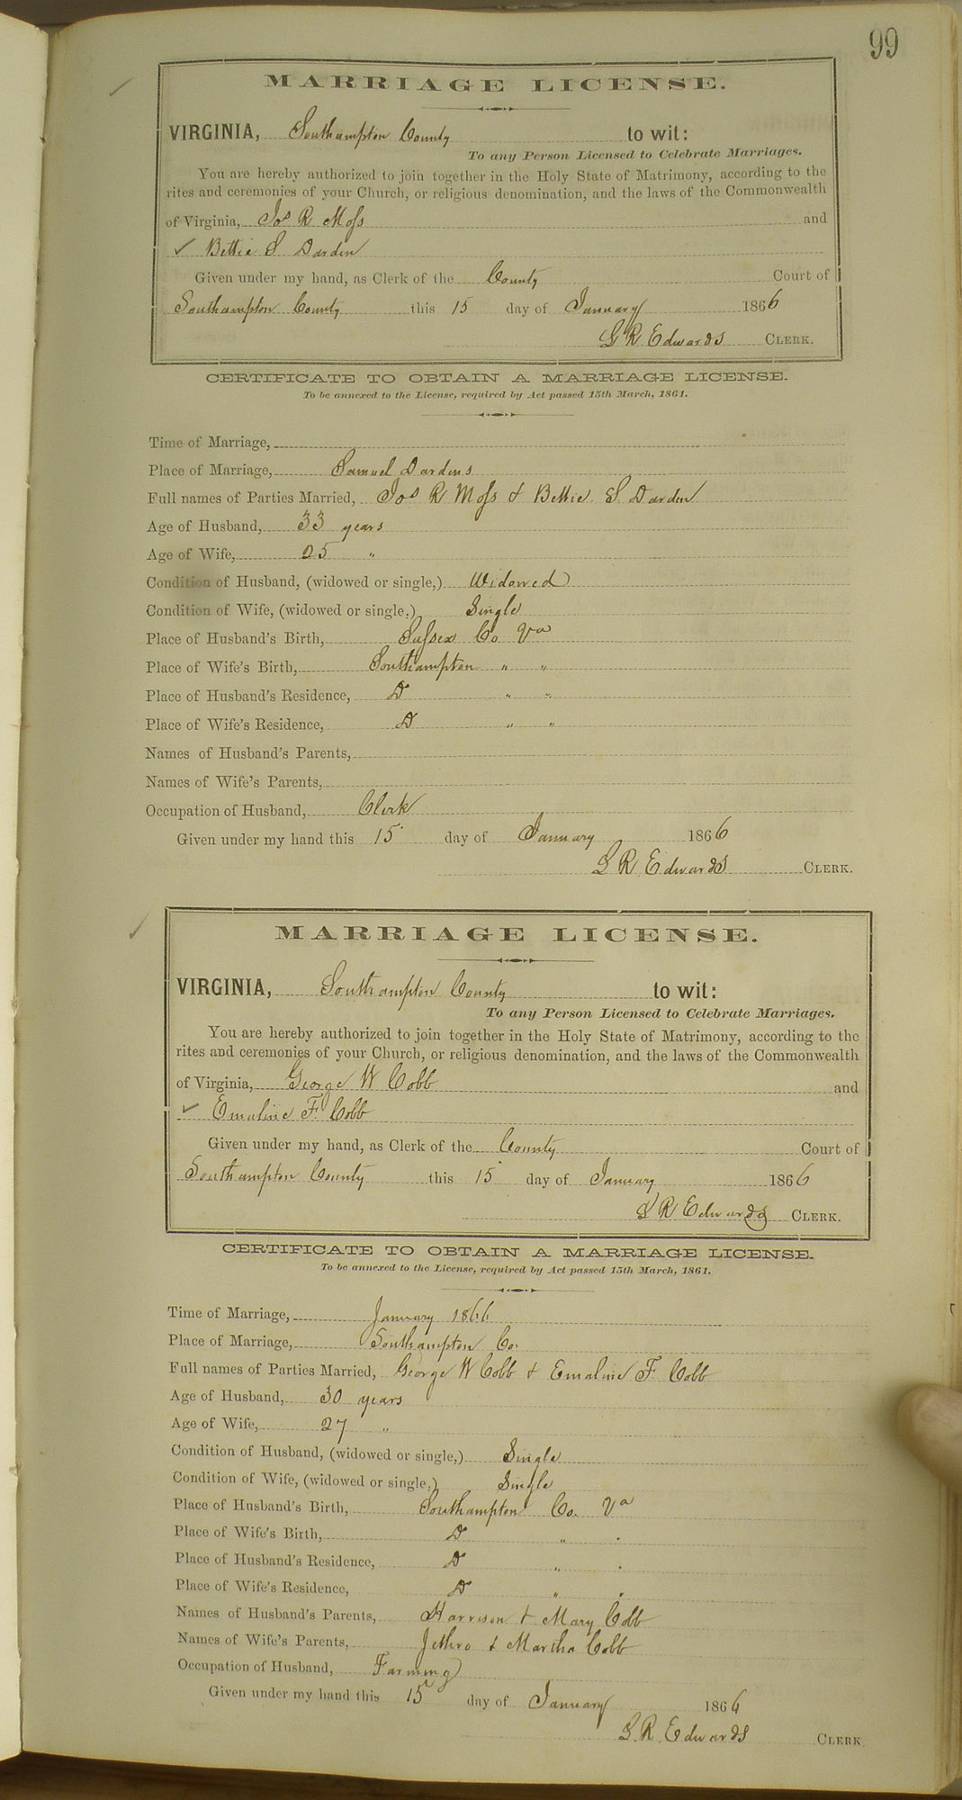 99
MARRIAGE LICENSE.
VIRGINIA, Southampton County to wit:
To any Person Licensed to Celebrate Marriages.
You are hereby authorized to join together in the Holy State of Matrimony, according to the
rites and ceremonies of your Church, or religious denomination, and the laws of the Commonwealth
of Virginia, Jos R Moss and
✓ Bettie S Darden
Given under my hand, as Clerk of the County Court of
Southampton County this 15 day of January 1866
L R Edwards CLERK.
CERTIFICATE TO OBTAIN A MARRIAGE LICENSE.
To be annexed to the License, required by Act passed 15th March, 1861.
Time of Marriage,
Place of Marriage, Samuel Dardens
Full names of Parties Married, Jos R Moss & Bettie S. Darden
Age of Husband, 33 years
Age of Wife, 25 "
Condition of Husband, (widowed or single,) Widowed
Condition of Wife, (widowed or single,) Single
Place of Husband's Birth, Sussex Co Va
Place of Wife's Birth, Southampton " "
Place of Husband's Residence, Do " "
Place of Wife's Residence, Do " "
Names of Husband's Parents,
Names of Wife's Parents,
Occupation of Husband, Clerk
Given under my hand this 15 day of January 1866
L R Edwards CLERK.
MARRIAGE LICENSE.
VIRGINIA, Southampton County to wit:
To any Person Licensed to Celebrate Marriages.
You are hereby authorized to join together in the Holy State of Matrimony, according to the
rites and ceremonies of your Church, or religious denomination, and the laws of the Commonwealth
of Virginia, George W Cobb and
✓ Emaline F. Cobb
Given under my hand, as Clerk of the County Court of
Southampton County this 15 day of January 1866
L R Edwards CLERK.
CERTIFICATE TO OBTAIN A MARRIAGE LICENSE.
To be annexed to the License, required by Act passed 15th March, 1861.
Time of Marriage, January 1866
Place of Marriage, Southampton Co.
Full names of Parties Married, George W Cobb & Emaline F. Cobb
Age of Husband, 30 years
Age of Wife, 27 "
Condition of Husband, (widowed or single,) Single
Condition of Wife, (widowed or single,) Single
Place of Husband's Birth, Southampton Co. Va
Place of Wife's Birth, Do " "
Place of Husband's Residence, Do " "
Place of Wife's Residence, Do " "
Names of Husband's Parents, Harrison & Mary Cobb
Names of Wife's Parents, Jethro & Martha Cobb
Occupation of Husband, Farming
Given under my hand this 15 day of January 1866
L. R. Edwards CLERK